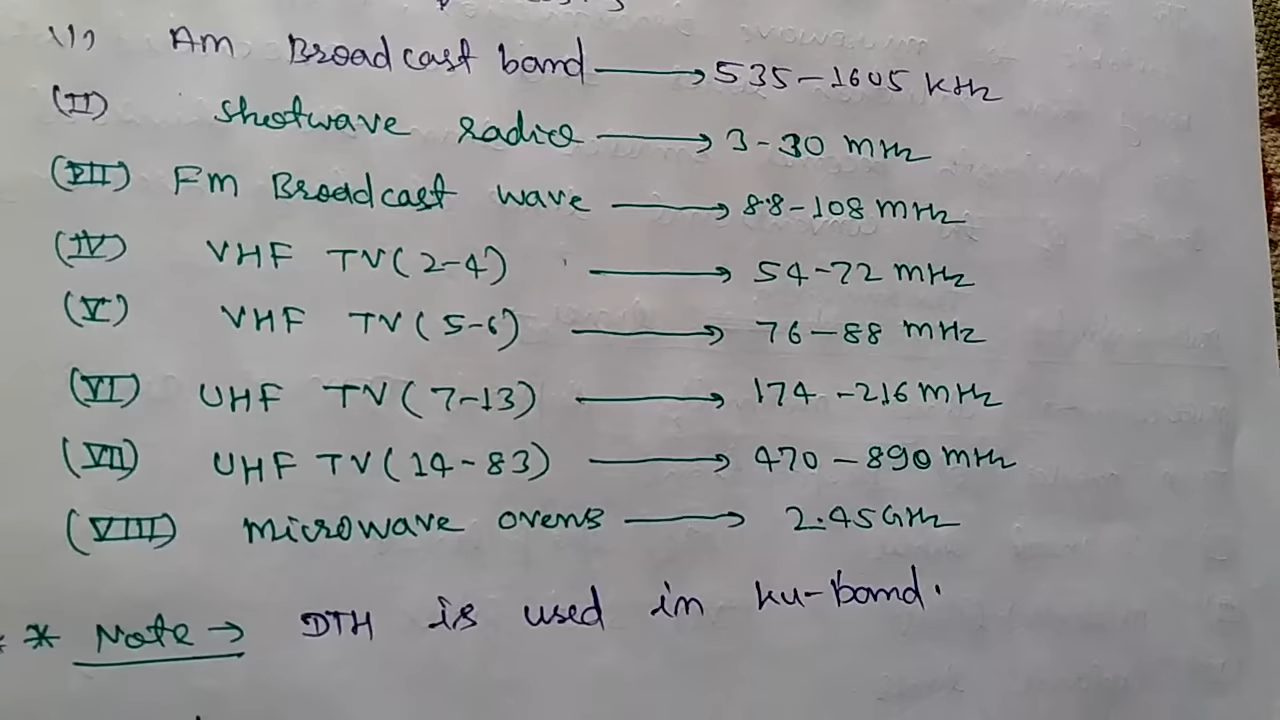 (I) Am Broadcast band → 535-1605 kHz
(II) shotwave radio → 3-30 mHz
(III) Fm Broadcast wave → 88-108 mHz
(IV) VHF TV (2-4) → 54-72 mHz
(V) VHF TV (5-6) → 76-88 mHz
(VI) UHF TV (7-13) → 174-216 mHz
(VII) UHF TV (14-83) → 470-890 mHz
(VIII) microwave ovens → 2.45 GHz
* Note → DTH is used in ku-band.